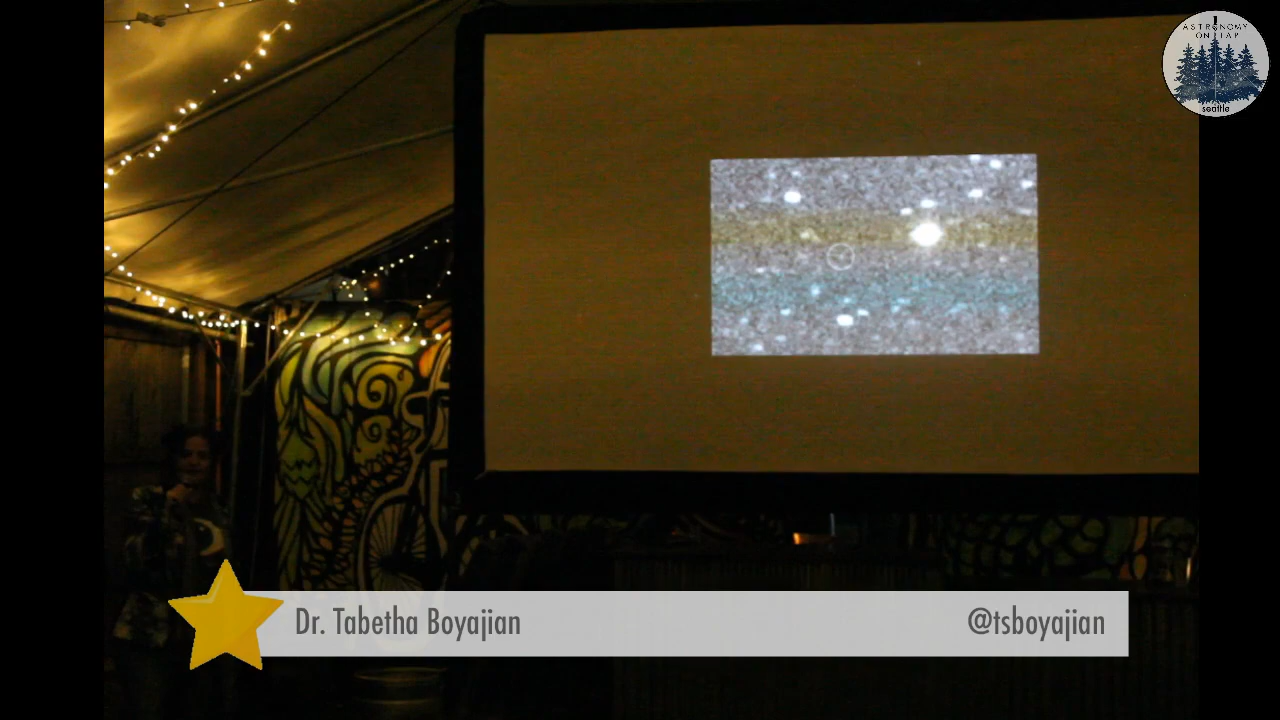 ASTRONOMY
ON TAP
seattle
Dr. Tabetha Boyajian
@tsboyajian